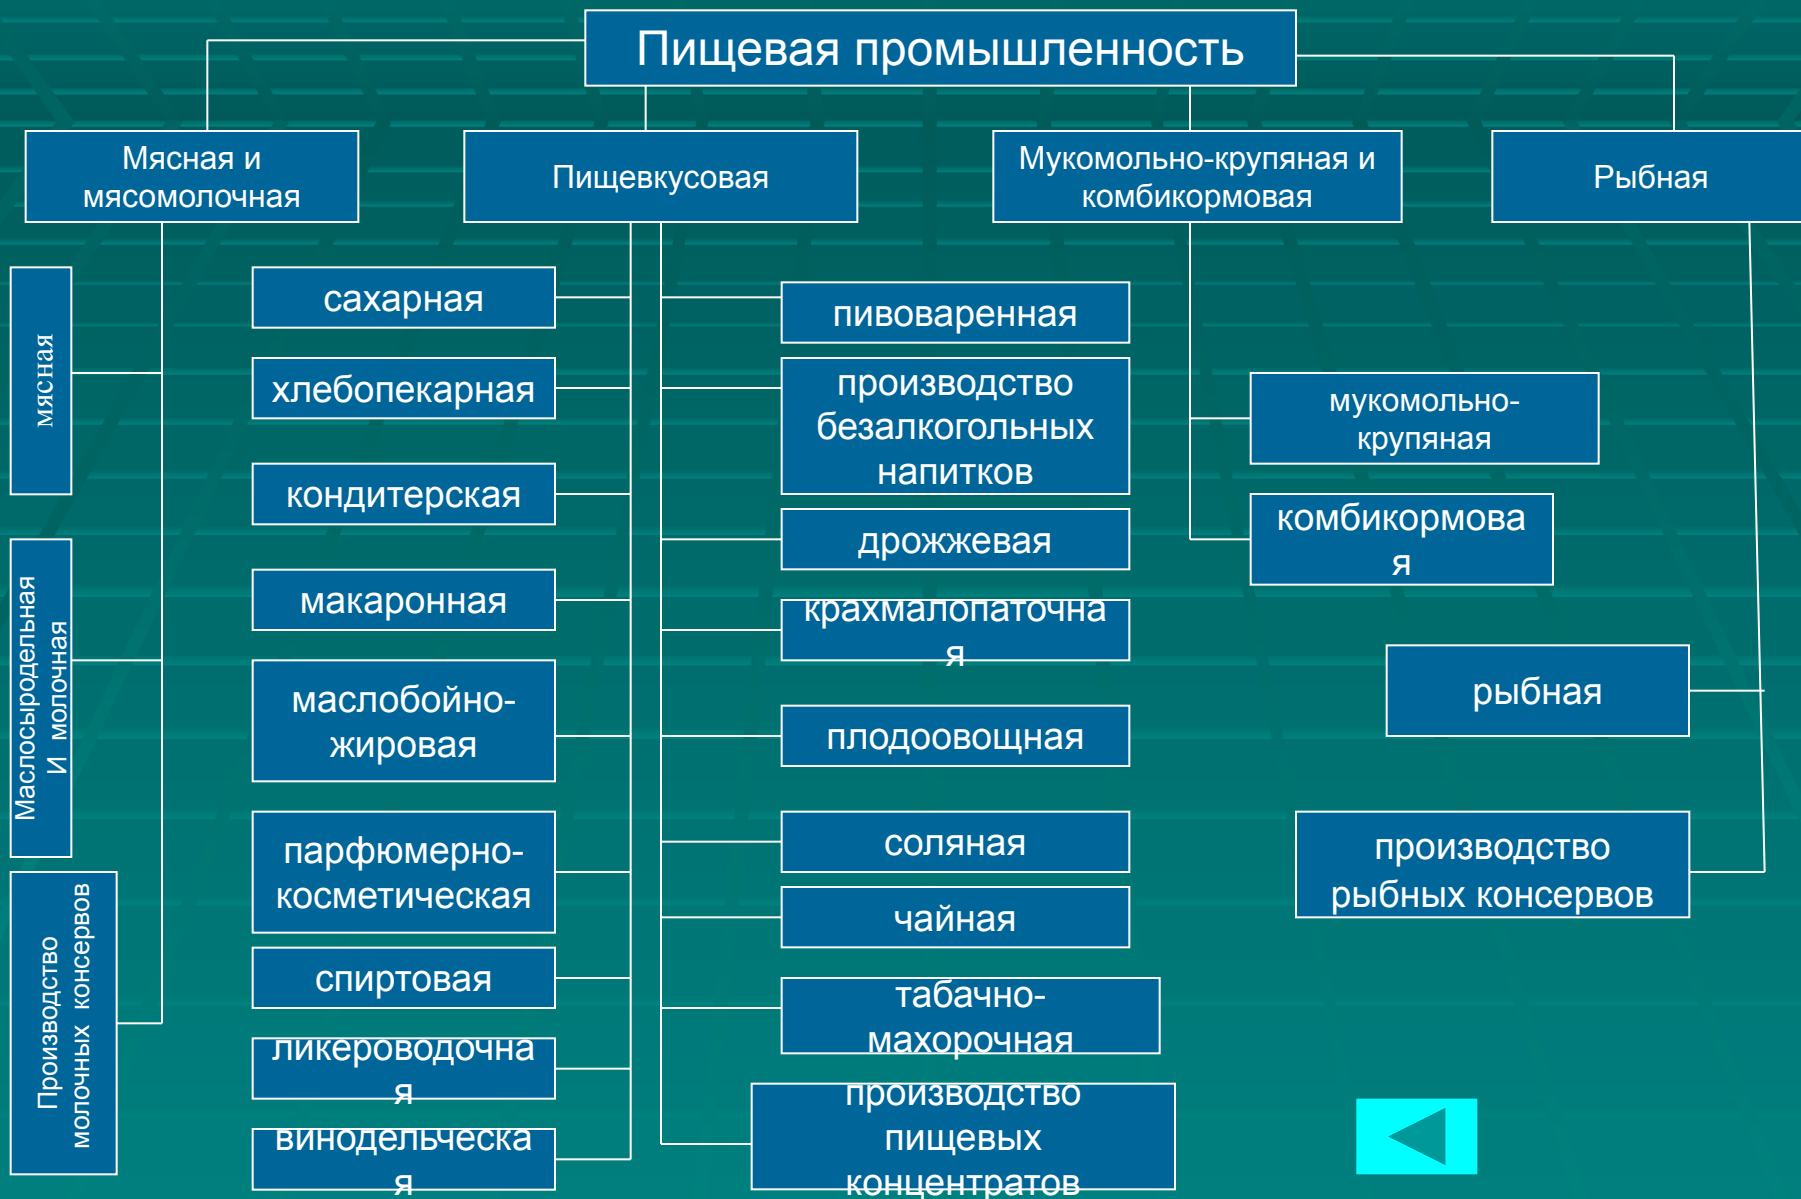 Пищевая промышленность
Мясная и
мясомолочная
мясная
Маслосыродельная
И молочная
Производство
молочных консервов
Пищевкусовая
сахарная
хлебопекарная
кондитерская
макаронная
маслобойно-
жировая
парфюмерно-
косметическая
спиртовая
ликероводочна
я
винодельческа
я
пивоваренная
производство
безалкогольных
напитков
дрожжевая
крахмалопаточна
я
плодоовощная
соляная
чайная
табачно-
махорочная
производство
пищевых
концентратов
Мукомольно-крупяная и
комбикормовая
мукомольно-
крупяная
комбикормова
я
Рыбная
рыбная
производство
рыбных консервов